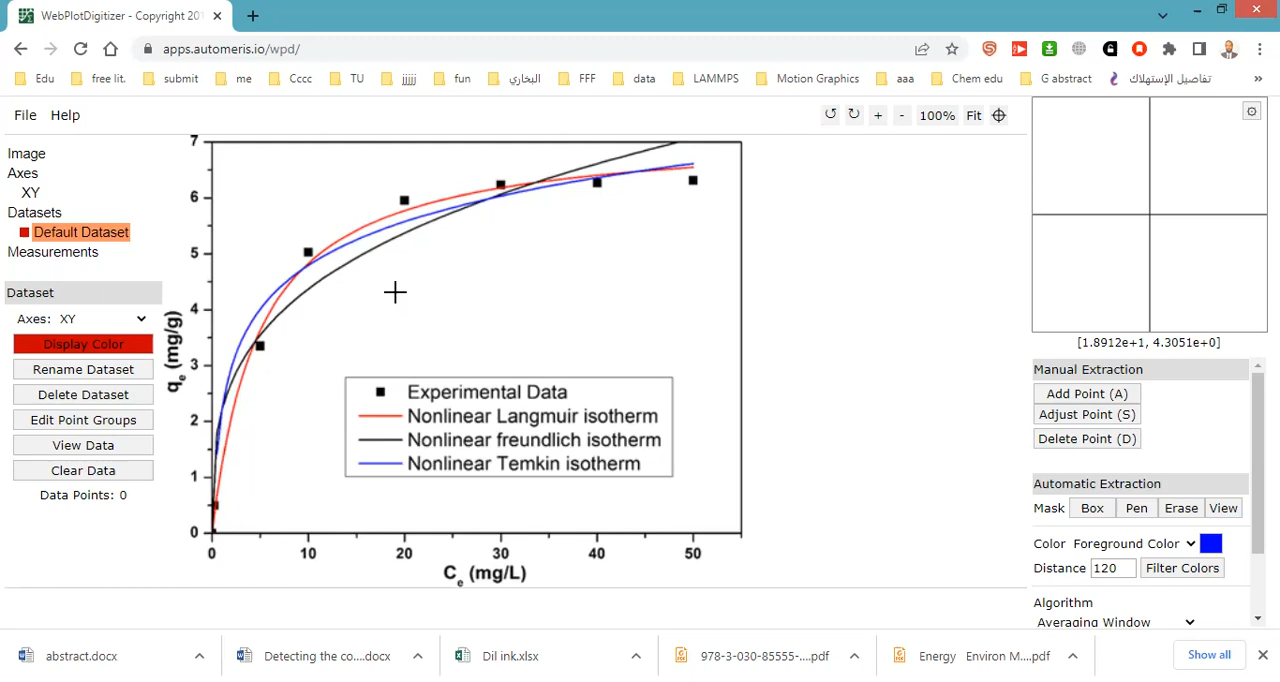 WebPlotDigitizer - Copyright 201
apps.automeris.io/wpd/
Edu free lit. submit me Cccc TU jjjjj fun البخاري FFF data LAMMPS Motion Graphics aaa Chem edu G abstract تفاصيل الإستهلاك »
File Help
+ - 100% Fit
Image
Axes
XY
Datasets
Default Dataset
Measurements
Dataset
Axes: XY
Display Color
Rename Dataset
Delete Dataset
Edit Point Groups
View Data
Clear Data
Data Points: 0
7
6
5
4
3
2
1
0
qe (mg/g)
Experimental Data
Nonlinear Langmuir isotherm
Nonlinear freundlich isotherm
Nonlinear Temkin isotherm
0 10 20 30 40 50
Ce (mg/L)
[1.8912e+1, 4.3051e+0]
Manual Extraction
Add Point (A)
Adjust Point (S)
Delete Point (D)
Automatic Extraction
Mask Box Pen Erase View
Color Foreground Color
Distance 120 Filter Colors
Algorithm
Averaging Window
abstract.docx Detecting the co....docx Dil ink.xlsx 978-3-030-85555-....pdf Energy Environ M....pdf Show all